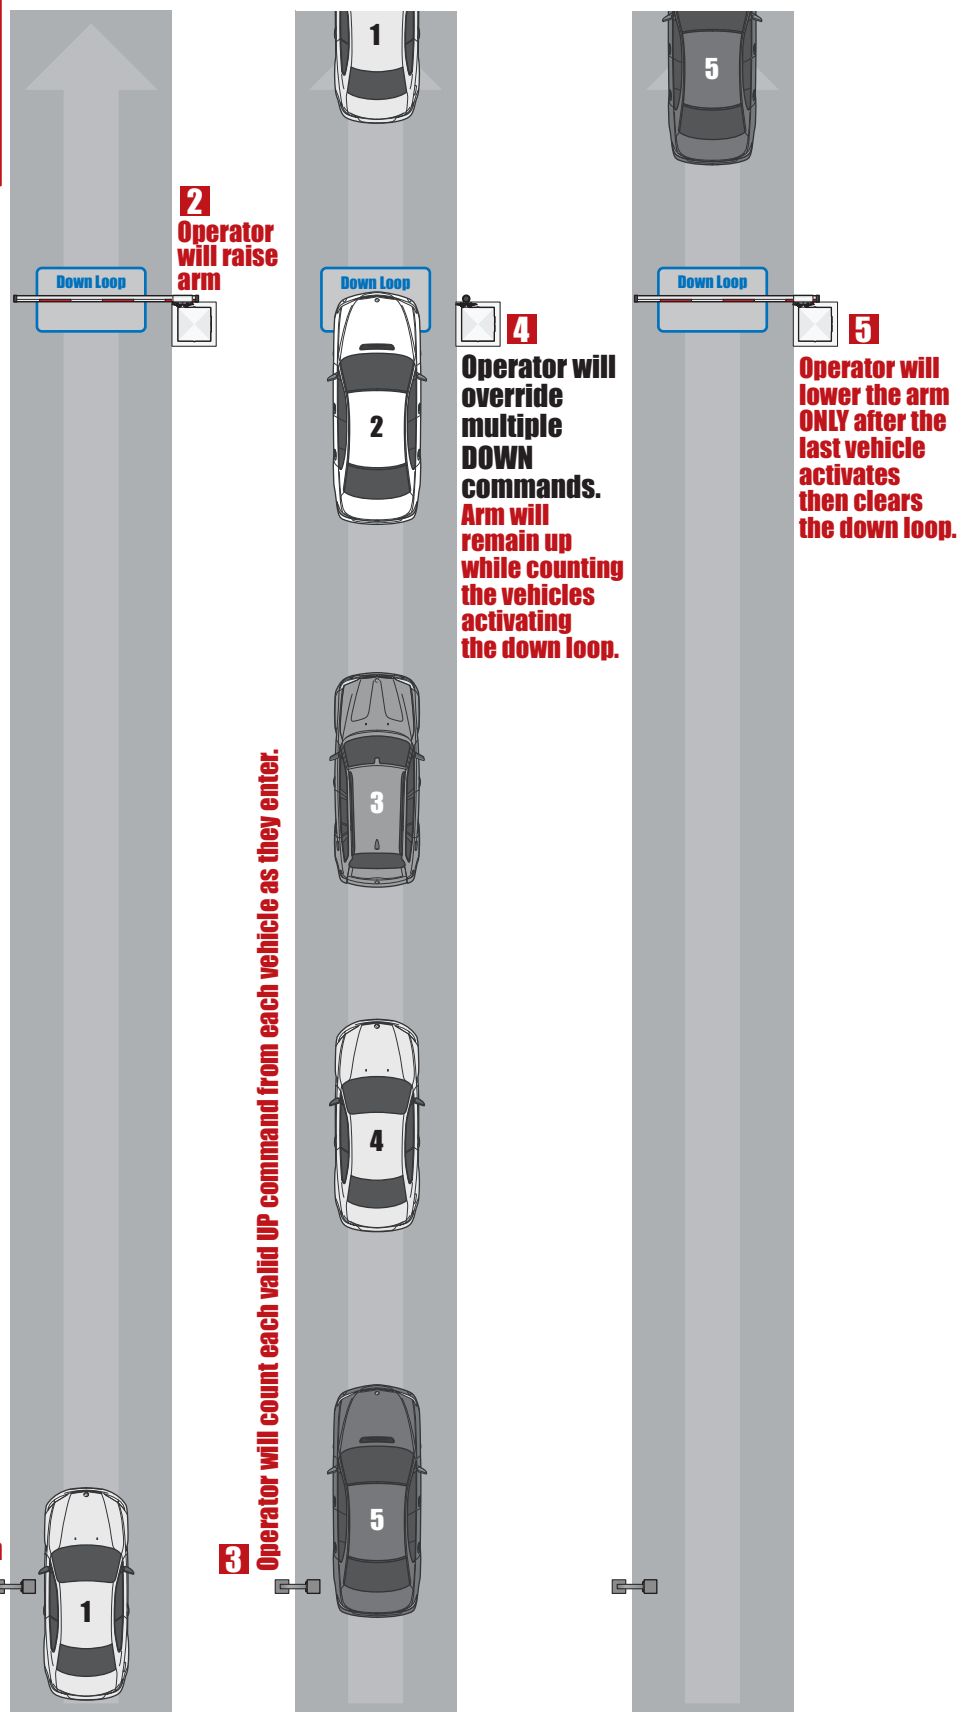 2
Operator
will raise
arm
Down Loop
1
3
Operator will count each valid UP command from each vehicle as they enter.
1
Down Loop
2
3
4
5
4
Operator will
override
multiple
DOWN
commands.
Arm will
remain up
while counting
the vehicles
activating
the down loop.
5
Down Loop
5
Operator will
lower the arm
ONLY after the
last vehicle
activates
then clears
the down loop.